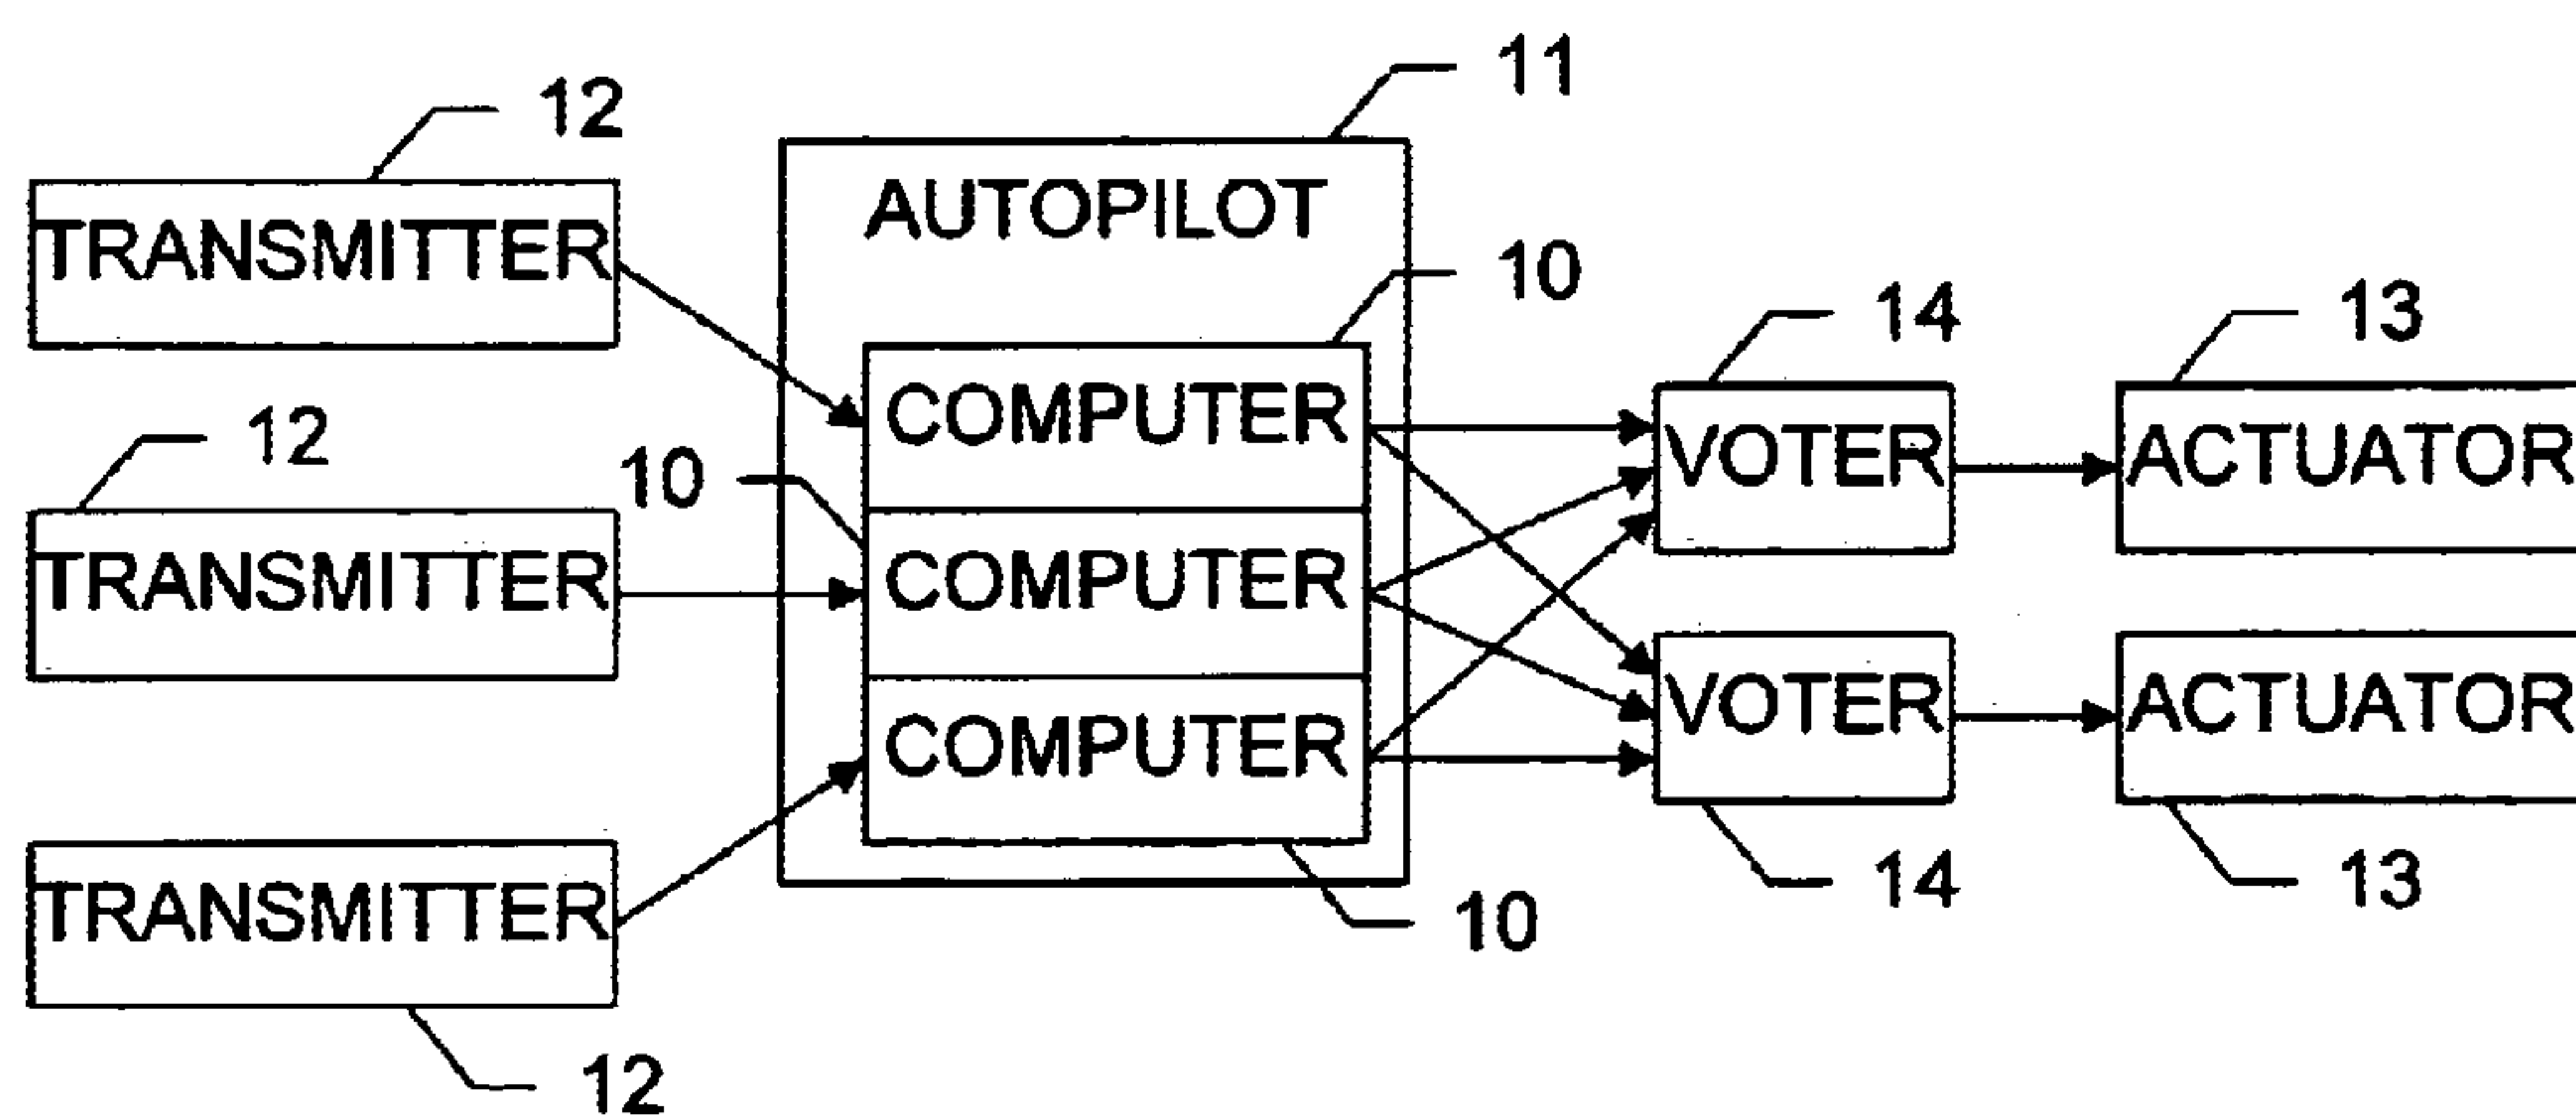 11
12
TRANSMITTER
AUTOPILOT
10
14
13
COMPUTER
VOTER
ACTUATOR
12
10
TRANSMITTER
COMPUTER
VOTER
ACTUATOR
COMPUTER
TRANSMITTER
10
14
13
12